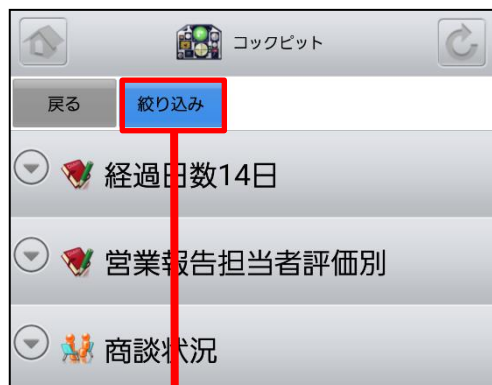 コックピット
戻る 絞り込み
経過日数14日
営業報告担当者評価別
商談状況